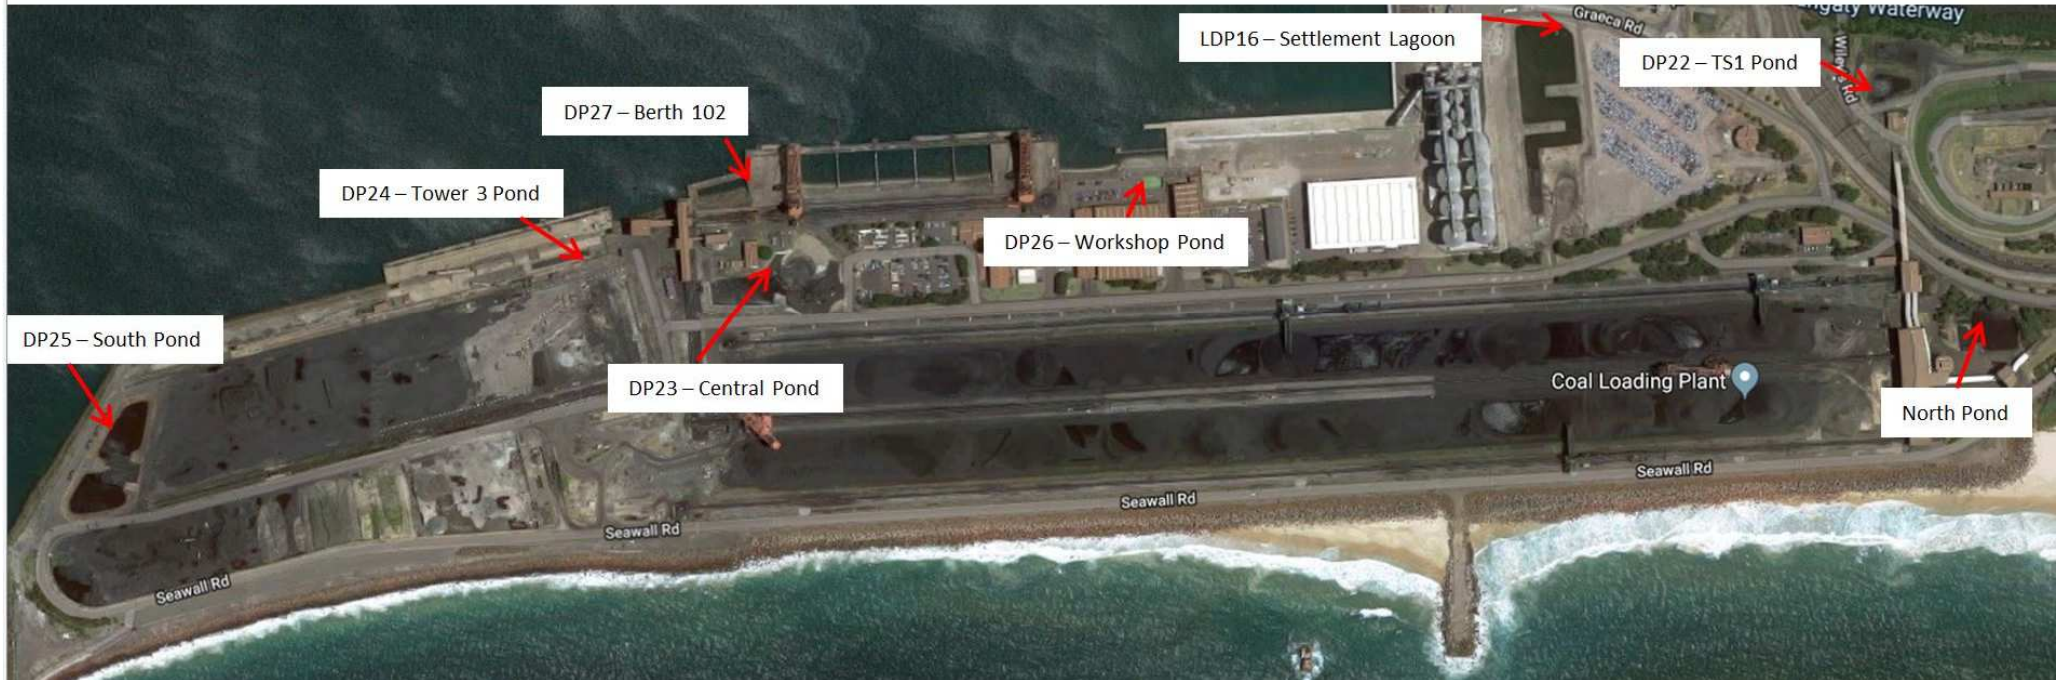 LDP16 – Settlement Lagoon
Graeca Rd
Waterway
DP22 – TS1 Pond
DP27 – Berth 102
DP24 – Tower 3 Pond
DP26 – Workshop Pond
DP25 – South Pond
DP23 – Central Pond
Coal Loading Plant
North Pond
Seawall Rd
Seawall Rd
Seawall Rd
Seawall Rd